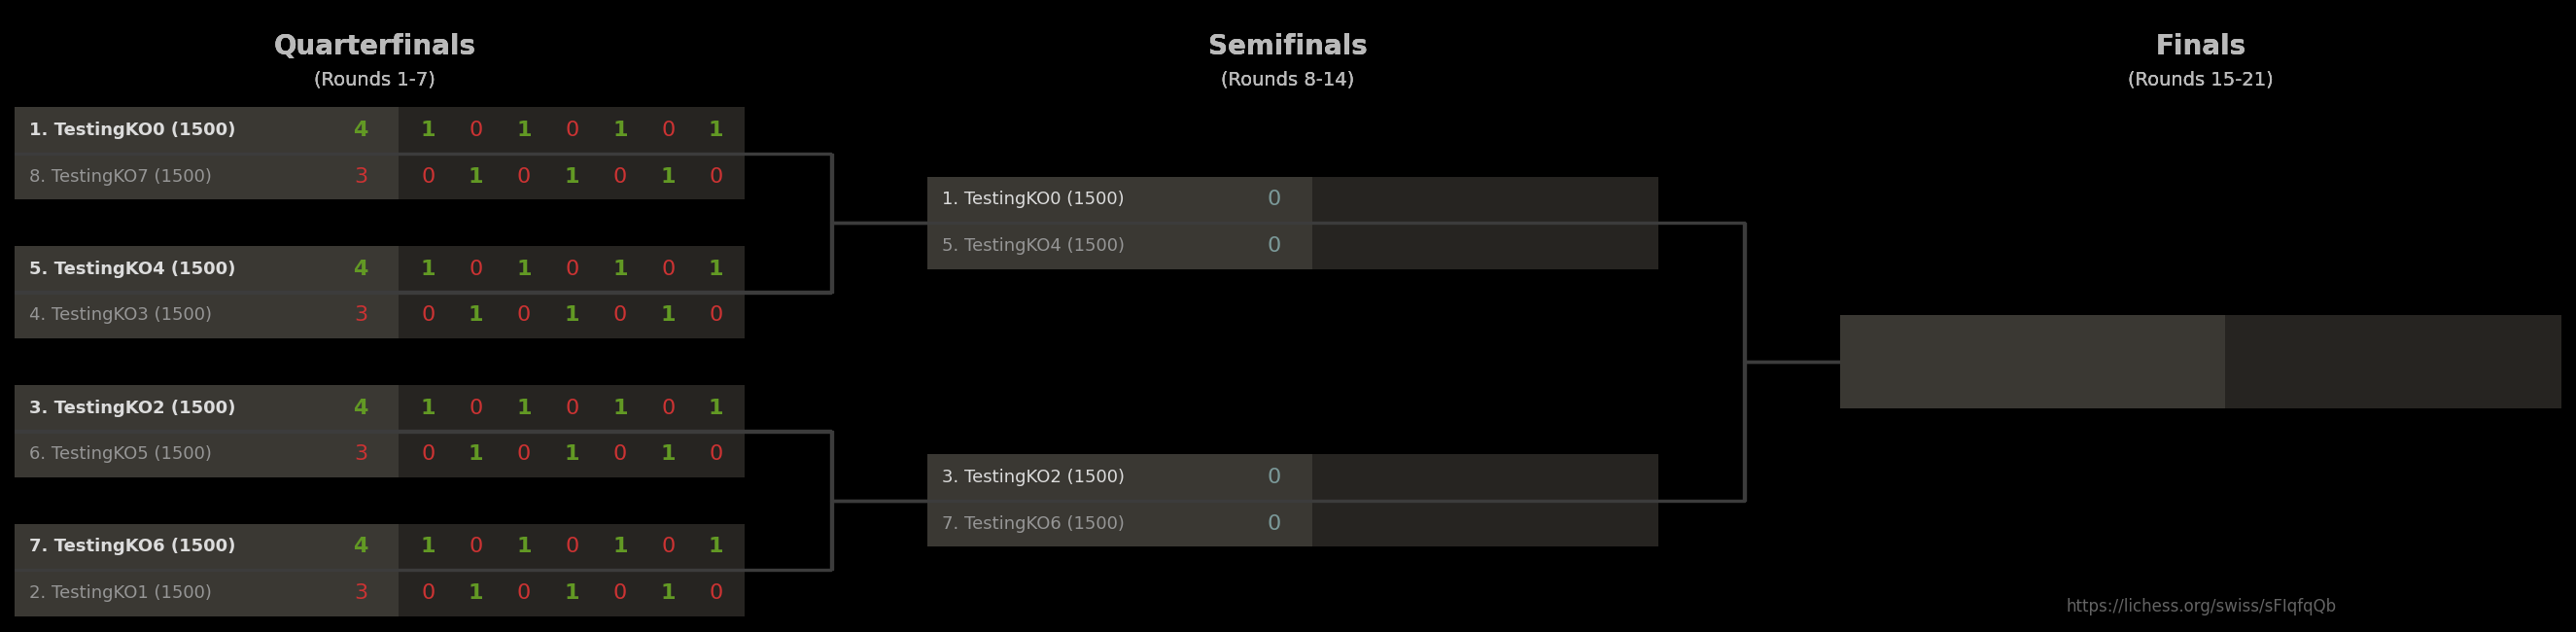 Quarterfinals
(Rounds 1-7)
1. TestingKO0 (1500) 4 1 0 1 0 1 0 1
8. TestingKO7 (1500) 3 0 1 0 1 0 1 0
5. TestingKO4 (1500) 4 1 0 1 0 1 0 1
4. TestingKO3 (1500) 3 0 1 0 1 0 1 0
3. TestingKO2 (1500) 4 1 0 1 0 1 0 1
6. TestingKO5 (1500) 3 0 1 0 1 0 1 0
7. TestingKO6 (1500) 4 1 0 1 0 1 0 1
2. TestingKO1 (1500) 3 0 1 0 1 0 1 0
Semifinals
(Rounds 8-14)
1. TestingKO0 (1500) 0
5. TestingKO4 (1500) 0
3. TestingKO2 (1500) 0
7. TestingKO6 (1500) 0
Finals
(Rounds 15-21)
https://lichess.org/swiss/sFIqfqQb